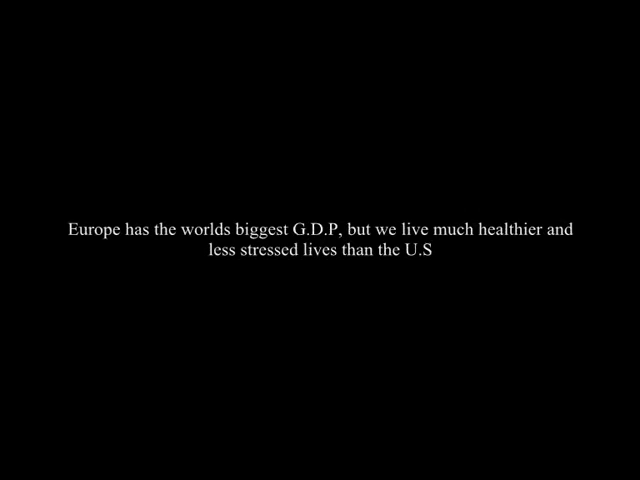 Europe has the worlds biggest G.D.P, but we live much healthier and
less stressed lives than the U.S